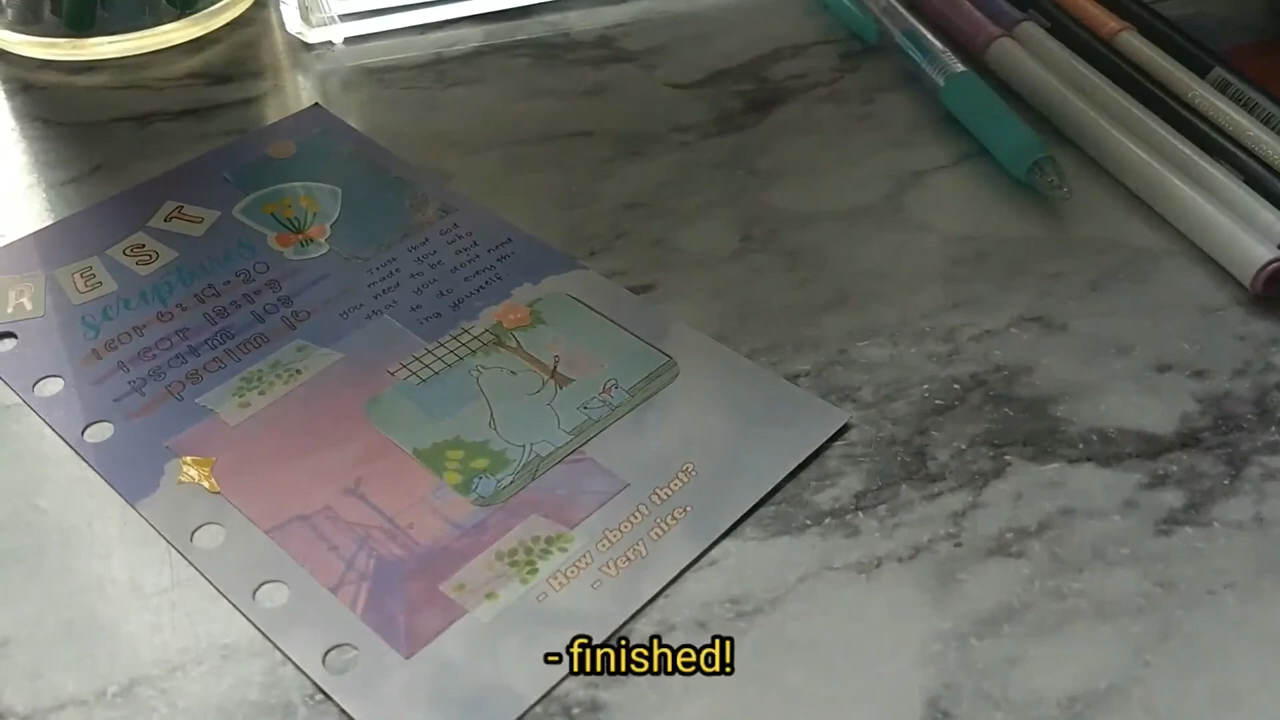 REST
scriptures
1 cor 6:19-20
1 cor 13:1-3
psalm 103
psalm 16
Trust that God
made you who
you need to be and
that you don't need
to do everyth-
ing yourself.
- How about that?
- Very nice.
- finished!